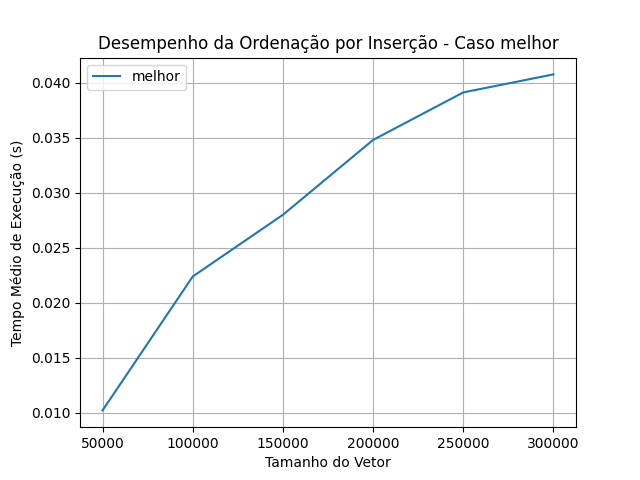 Desempenho da Ordenação por Inserção - Caso melhor
melhor
Tempo Médio de Execução (s)
0.040
0.035
0.030
0.025
0.020
0.015
0.010
50000 100000 150000 200000 250000 300000
Tamanho do Vetor